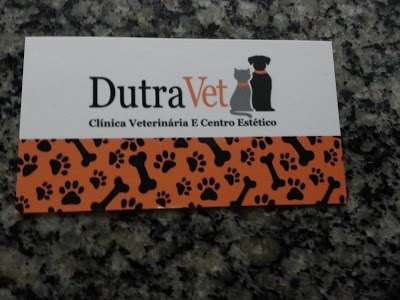 DutraVet
Clínica Veterinária E Centro Estético